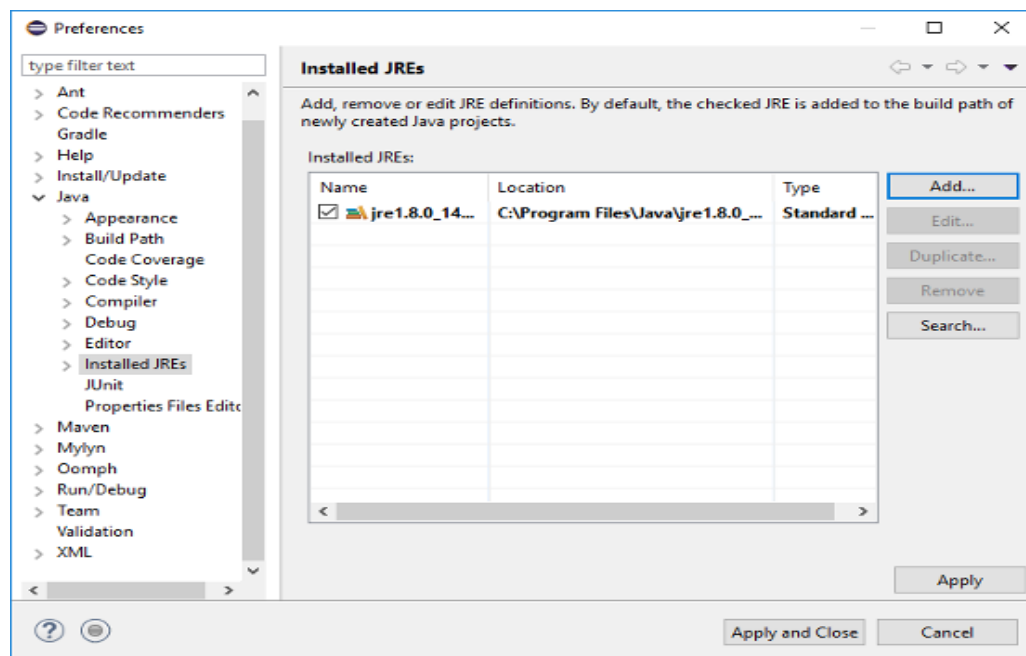 Preferences
type filter text
Ant
Code Recommenders
Gradle
Help
Install/Update
Java
Appearance
Build Path
Code Coverage
Code Style
Compiler
Debug
Editor
Installed JREs
JUnit
Properties Files Edito
Maven
Mylyn
Oomph
Run/Debug
Team
Validation
XML
Installed JREs
Add, remove or edit JRE definitions. By default, the checked JRE is added to the build path of
newly created Java projects.
Installed JREs:
Name Location Type
jre1.8.0_14... C:\Program Files\Java\jre1.8.0_... Standard ...
Add...
Edit...
Duplicate...
Remove
Search...
Apply
Apply and Close Cancel